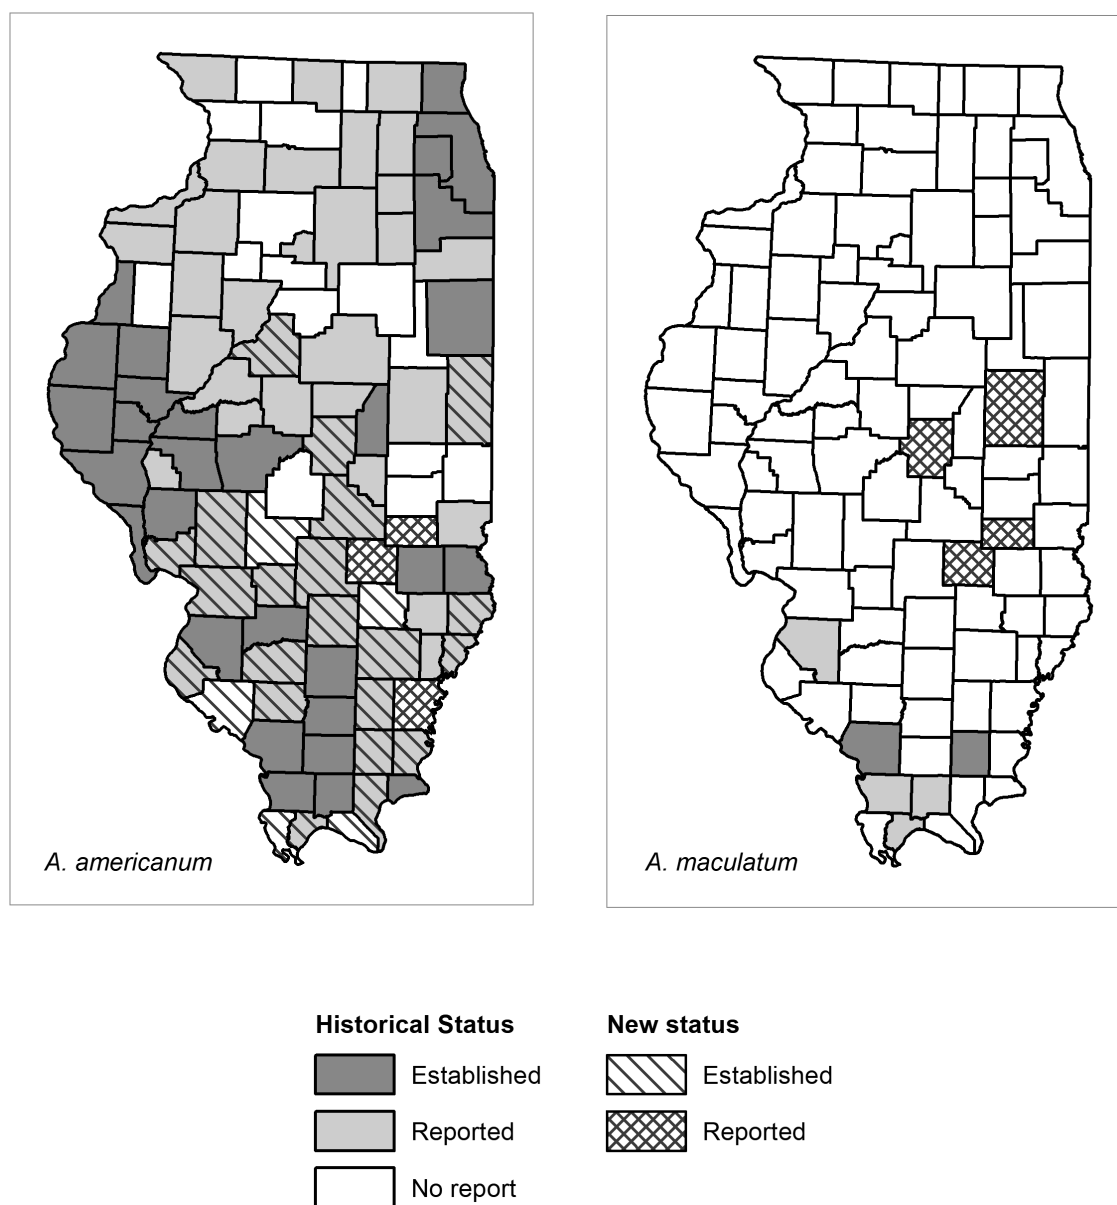 A. americanum
A. maculatum
Historical Status
Established
Reported
No report
New status
Established
Reported